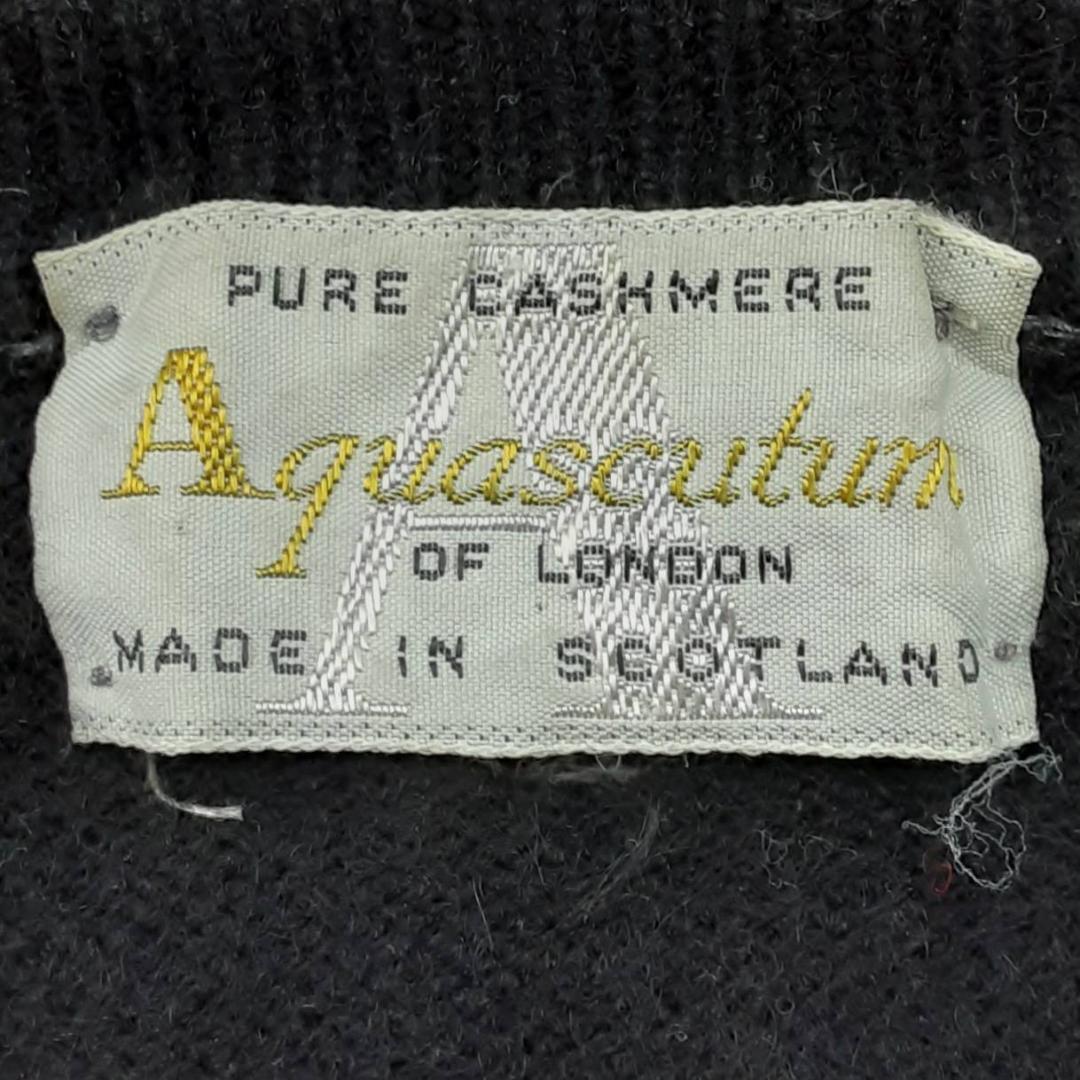 PURE CASHMERE
Aquascutum
OF LONDON
MADE IN SCOTLAND